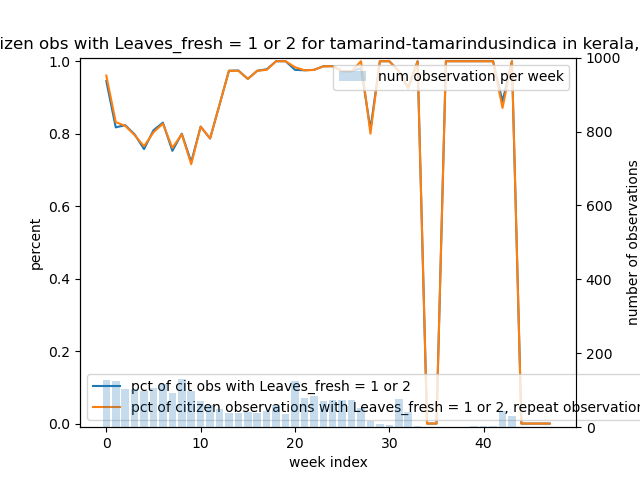 izen obs with Leaves_fresh = 1 or 2 for tamarind-tamarindusindica in kerala,
num observation per week
percent
number of observations
1.0
0.8
0.6
0.4
0.2
0.0
1000
800
600
400
200
0
pct of cit obs with Leaves_fresh = 1 or 2
pct of citizen observations with Leaves_fresh = 1 or 2, repeat observation
0 10 20 30 40
week index